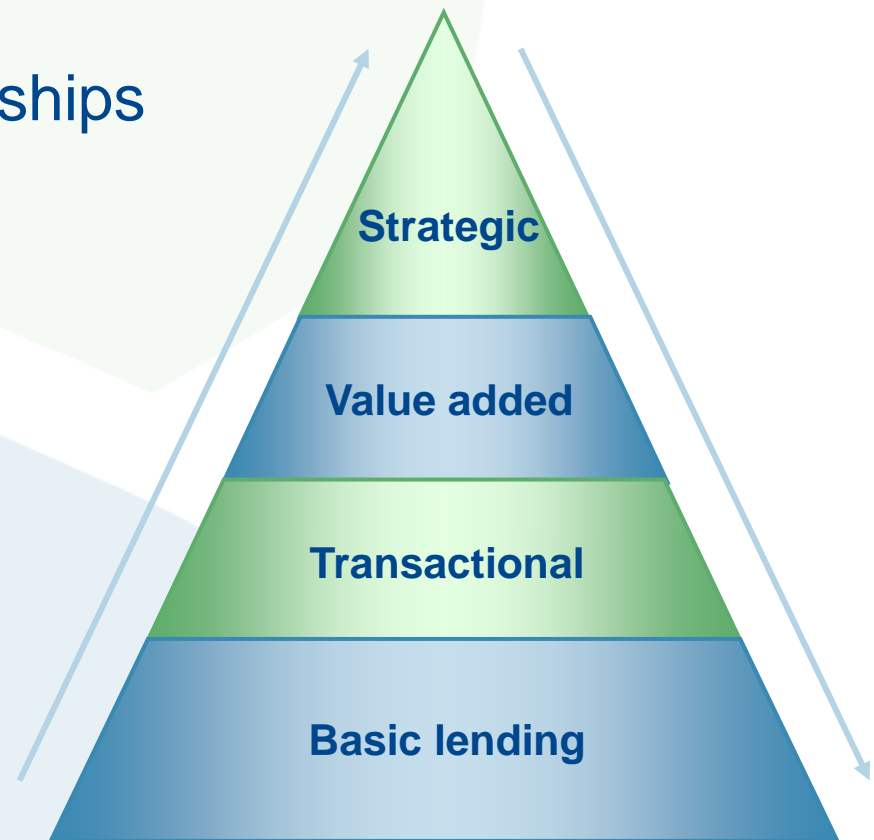 ships
Strategic
Value added
Transactional
Basic lending